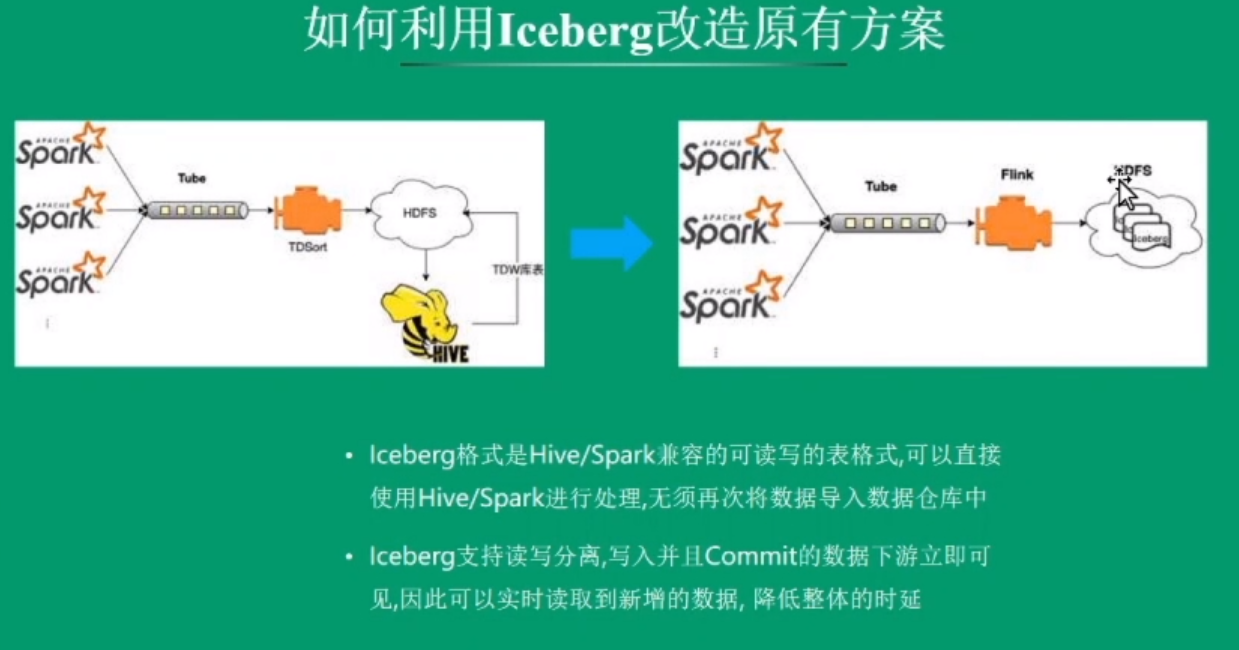 如何利用Iceberg改造原有方案
APACHE
Spark
APACHE
Spark
APACHE
Spark
Tube
TDSort
HDFS
TDW库表
HIVE
APACHE
Spark
APACHE
Spark
APACHE
Spark
Tube
Flink
HDFS
Iceberg
• Iceberg格式是Hive/Spark兼容的可读写的表格式,可以直接
使用Hive/Spark进行处理,无须再次将数据导入数据仓库中
• Iceberg支持读写分离,写入并且Commit的数据下游立即可
见,因此可以实时读取到新增的数据, 降低整体的时延